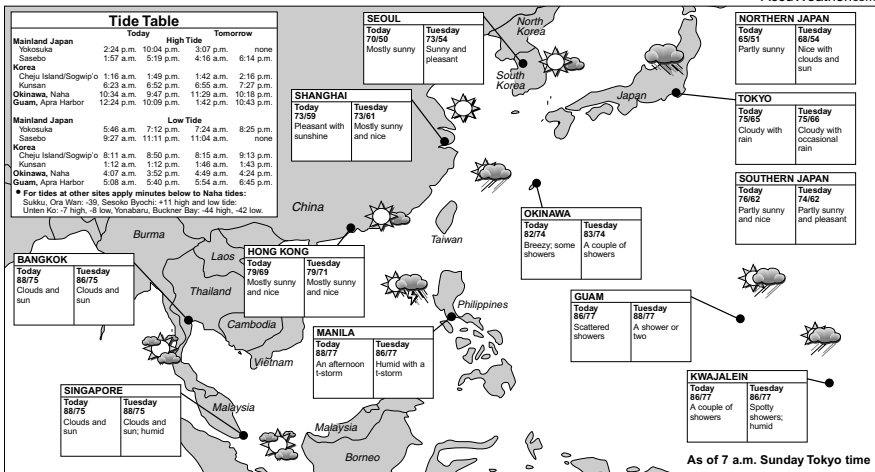 Tide Table
Today Tomorrow
Mainland Japan High Tide
Yokosuka 2:24 p.m. 10:04 p.m. 3:07 p.m. none
Sasebo 1:57 a.m. 5:19 p.m. 4:16 a.m. 6:14 p.m.
Korea
Cheju Island/Sogwip'o 1:16 a.m. 1:49 p.m. 1:42 a.m. 2:16 p.m.
Kunsan 6:23 a.m. 6:52 p.m. 6:55 a.m. 7:27 p.m.
Okinawa, Naha 10:34 a.m. 9:47 p.m. 11:29 a.m. 10:18 p.m.
Guam, Apra Harbor 12:24 p.m. 10:09 p.m. 1:42 p.m. 10:43 p.m.
Mainland Japan Low Tide
Yokosuka 5:46 a.m. 7:12 p.m. 7:24 a.m. 8:25 p.m.
Sasebo 9:27 a.m. 11:11 p.m. 11:04 a.m. none
Korea
Cheju Island/Sogwip'o 8:11 a.m. 8:50 p.m. 8:15 a.m. 9:13 p.m.
Kunsan 1:12 a.m. 1:12 p.m. 1:46 a.m. 1:43 p.m.
Okinawa, Naha 4:07 a.m. 3:52 p.m. 4:49 a.m. 4:24 p.m.
Guam, Apra Harbor 5:08 a.m. 5:40 p.m. 5:54 a.m. 6:45 p.m.
• For tides at other sites apply minutes below to Naha tides:
Sukku, Ora Wan: -39, Sesoko Byochi: +11 high and low tide:
Unten Ko: -7 high, -8 low, Yonabaru, Buckner Bay: -44 high, -42 low.
SEOUL
Today Tuesday
70/50 73/54
Mostly sunny Sunny and
pleasant
North
Korea
South
Korea
Japan
NORTHERN JAPAN
Today Tuesday
65/51 68/54
Partly sunny Nice with
clouds and
sun
SHANGHAI
Today Tuesday
73/59 73/61
Pleasant with Mostly sunny
sunshine and nice
TOKYO
Today Tuesday
75/65 75/66
Cloudy with Cloudy with
rain occasional
rain
SOUTHERN JAPAN
Today Tuesday
76/62 74/62
Partly sunny Partly sunny
and nice and pleasant
China
Taiwan
OKINAWA
Today Tuesday
82/74 83/74
Breezy; some A couple of
showers showers
Burma
Laos
Thailand
Cambodia
Vietnam
BANGKOK
Today Tuesday
88/75 86/75
Clouds and Clouds and
sun sun
HONG KONG
Today Tuesday
79/69 79/71
Mostly sunny Mostly sunny
and nice and nice
Philippines
MANILA
Today Tuesday
88/77 86/77
An afternoon Humid with a
t-storm t-storm
GUAM
Today Tuesday
86/77 88/77
Scattered A shower or
showers two
KWAJALEIN
Today Tuesday
86/77 86/77
A couple of Spotty
showers showers;
humid
SINGAPORE
Today Tuesday
88/75 88/75
Clouds and Clouds and
sun sun; humid
Malaysia
Malaysia
Borneo
As of 7 a.m. Sunday Tokyo time